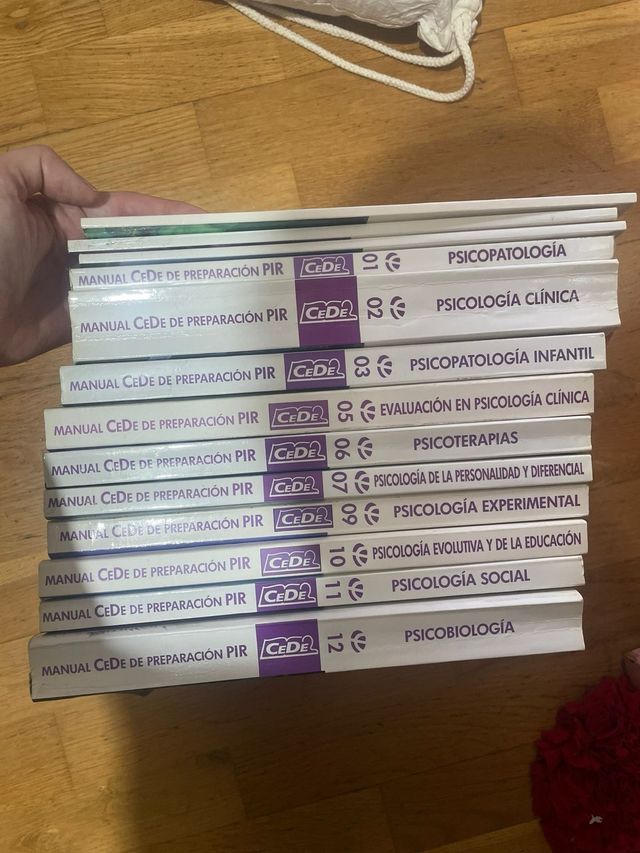 MANUAL CEDE DE PREPARACIÓN PIR CEDE 01 PSICOPATOLOGÍA
MANUAL CEDE DE PREPARACIÓN PIR CEDE 02 PSICOLOGÍA CLÍNICA
MANUAL CEDE DE PREPARACIÓN PIR CEDE 03 PSICOPATOLOGÍA INFANTIL
MANUAL CEDE DE PREPARACIÓN PIR CEDE 05 EVALUACIÓN EN PSICOLOGÍA CLÍNICA
MANUAL CEDE DE PREPARACIÓN PIR CEDE 06 PSICOTERAPIAS
MANUAL CEDE DE PREPARACIÓN PIR CEDE 07 PSICOLOGÍA DE LA PERSONALIDAD Y DIFERENCIAL
MANUAL CEDE DE PREPARACIÓN PIR CEDE 09 PSICOLOGÍA EXPERIMENTAL
MANUAL CEDE DE PREPARACIÓN PIR CEDE 10 PSICOLOGÍA EVOLUTIVA Y DE LA EDUCACIÓN
MANUAL CEDE DE PREPARACIÓN PIR CEDE 11 PSICOLOGÍA SOCIAL
MANUAL CEDE DE PREPARACIÓN PIR CEDE 12 PSICOBIOLOGÍA